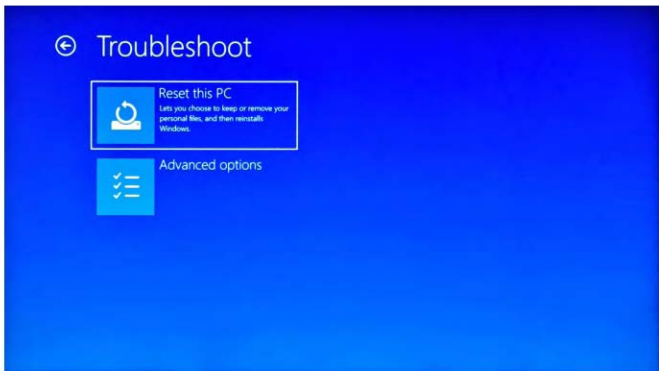 Troubleshoot
Reset this PC
Lets you choose to keep or remove your
personal files, and then reinstalls
Windows.
Advanced options